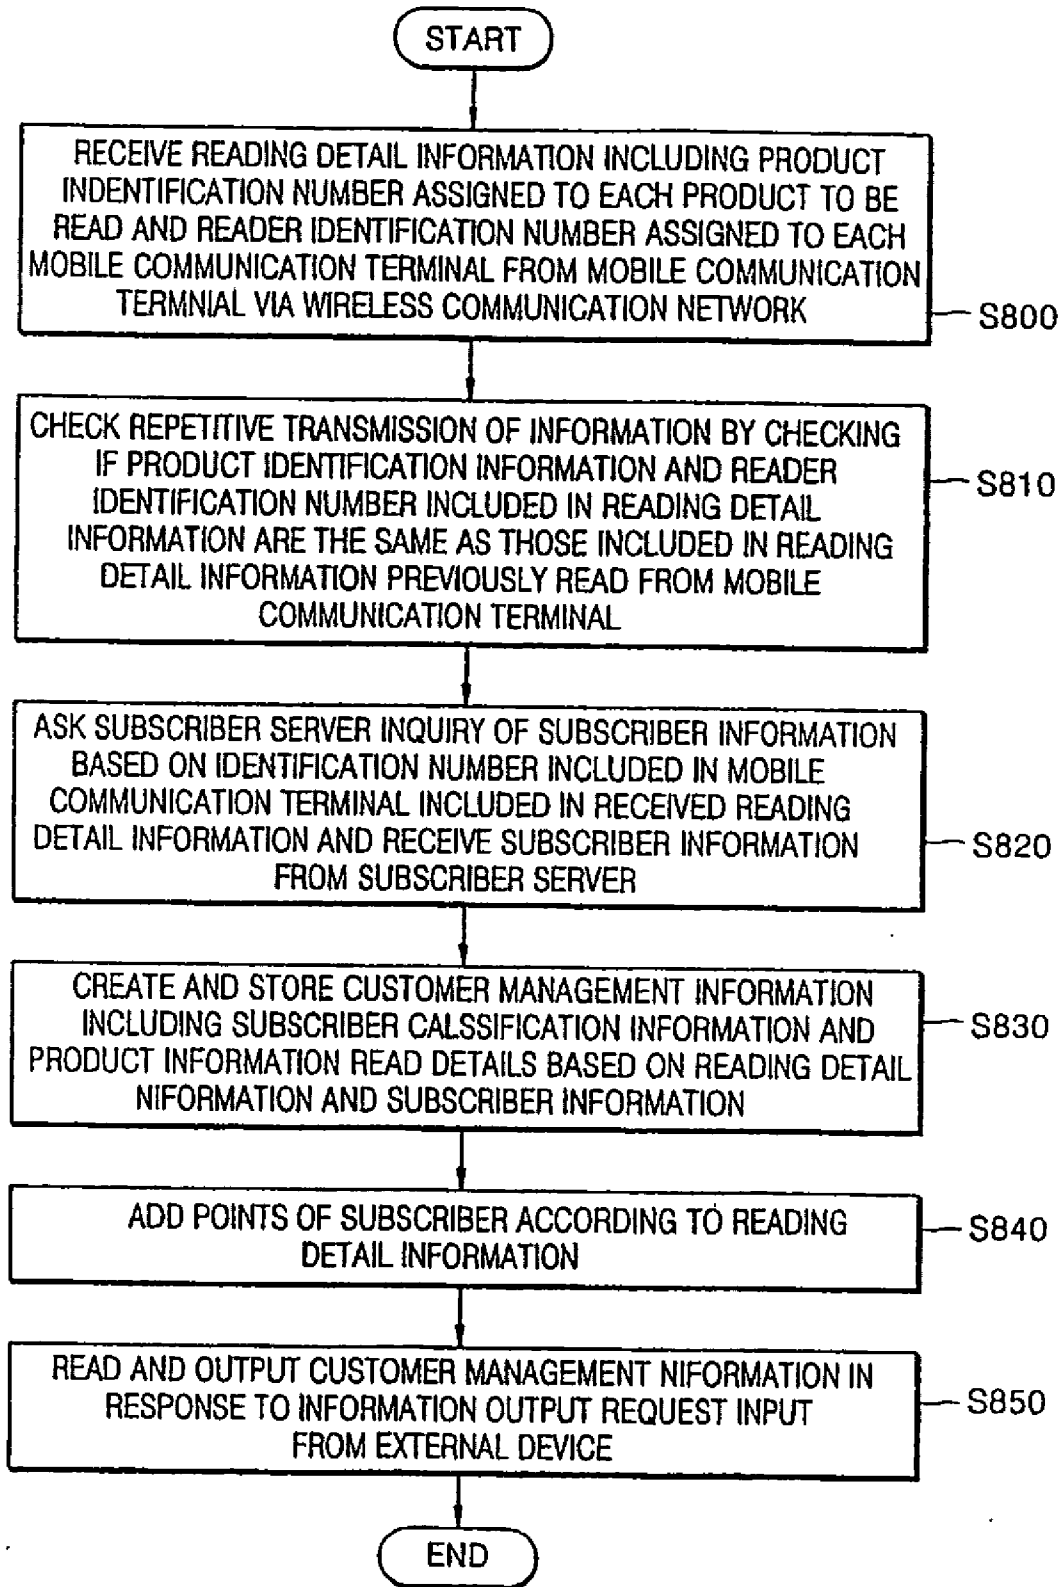 START
RECEIVE READING DETAIL INFORMATION INCLUDING PRODUCT
INDENTIFICATION NUMBER ASSIGNED TO EACH PRODUCT TO BE
READ AND READER IDENTIFICATION NUMBER ASSIGNED TO EACH
MOBILE COMMUNICATION TERMINAL FROM MOBILE COMMUNICATION
TERMNIAL VIA WIRELESS COMMUNICATION NETWORK
S800
CHECK REPETITIVE TRANSMISSION OF INFORMATION BY CHECKING
IF PRODUCT IDENTIFICATION INFORMATION AND READER
IDENTIFICATION NUMBER INCLUDED IN READING DETAIL
INFORMATION ARE THE SAME AS THOSE INCLUDED IN READING
DETAIL INFORMATION PREVIOUSLY READ FROM MOBILE
COMMUNICATION TERMINAL
S810
ASK SUBSCRIBER SERVER INQUIRY OF SUBSCRIBER INFORMATION
BASED ON IDENTIFICATION NUMBER INCLUDED IN MOBILE
COMMUNICATION TERMINAL INCLUDED IN RECEIVED READING
DETAIL INFORMATION AND RECEIVE SUBSCRIBER INFORMATION
FROM SUBSCRIBER SERVER
S820
CREATE AND STORE CUSTOMER MANAGEMENT INFORMATION
INCLUDING SUBSCRIBER CALSSIFICATION INFORMATION AND
PRODUCT INFORMATION READ DETAILS BASED ON READING DETAIL
NIFORMATION AND SUBSCRIBER INFORMATION
S830
ADD POINTS OF SUBSCRIBER ACCORDING TO READING
DETAIL INFORMATION
S840
READ AND OUTPUT CUSTOMER MANAGEMENT NIFORMATION IN
RESPONSE TO INFORMATION OUTPUT REQUEST INPUT
FROM EXTERNAL DEVICE
S850
END